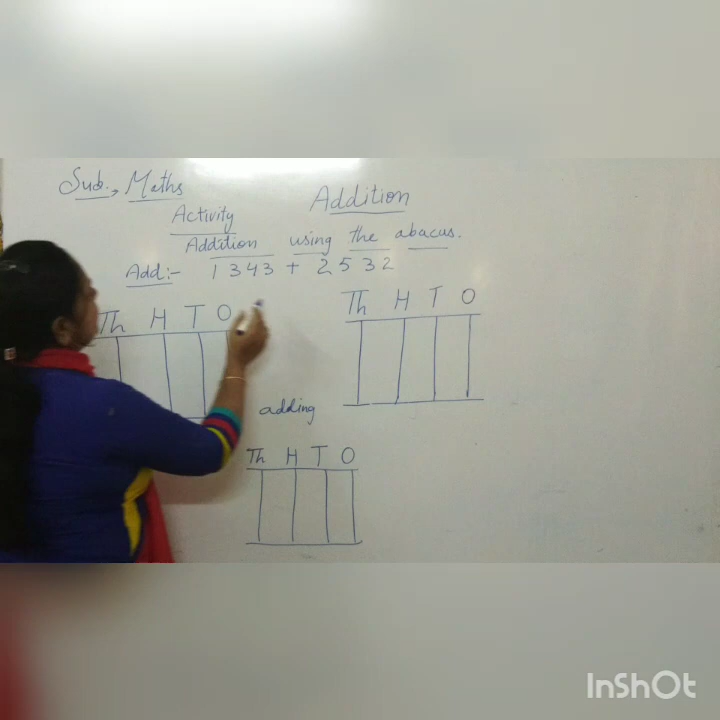 Sub., Maths
Addition
Activity
Addition using the abacus.
Add:- 1343 + 2532
Th H T O
Th H T O
adding
Th H T O
InShOt